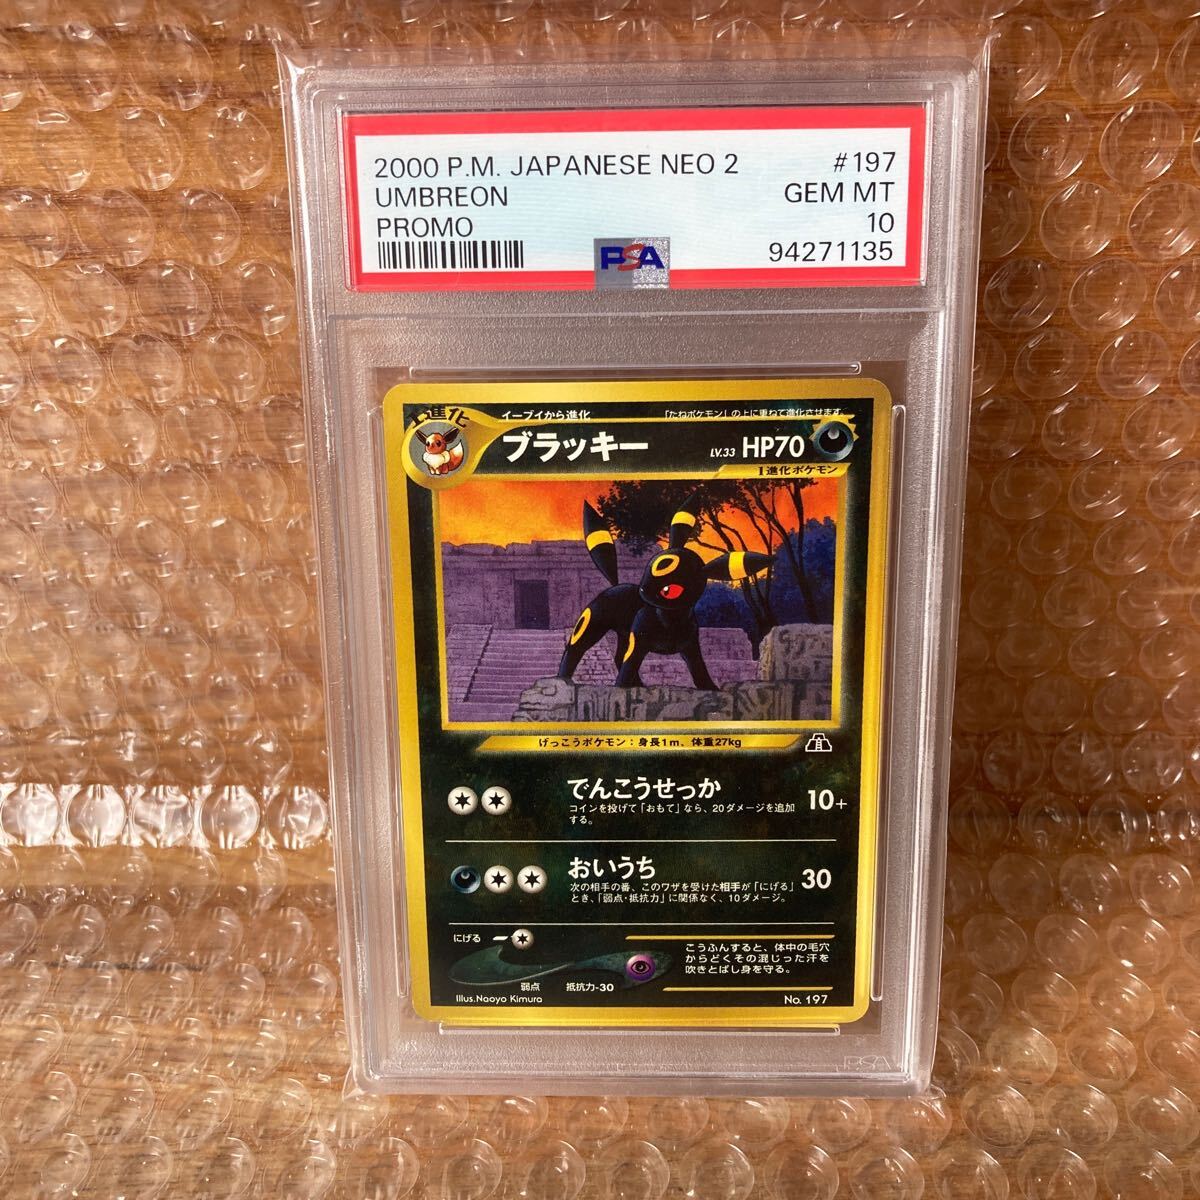 2000 P.M. JAPANESE NEO 2 #197
UMBREON GEM MT
PROMO 10
94271135
PSA
1進化
イーブイから進化
「たねポケモン」の上に重ねて進化させます。
ブラッキー LV.33 HP70
1進化ポケモン
げっこうポケモン：身長1m、体重27kg
でんこうせっか 10+
コインを投げて「おもて」なら、20ダメージを追加
する。
おいうち 30
次の相手の番、このワザを受けた相手が「にげる」
とき、「弱点・抵抗力」に関係なく、10ダメージ。
にげる
こうふんすると、体中の毛穴
からどくその混じった汗を
吹きとばし身を守る。
弱点 抵抗力-30
Illus.Naoyo Kimura No. 197
PSA